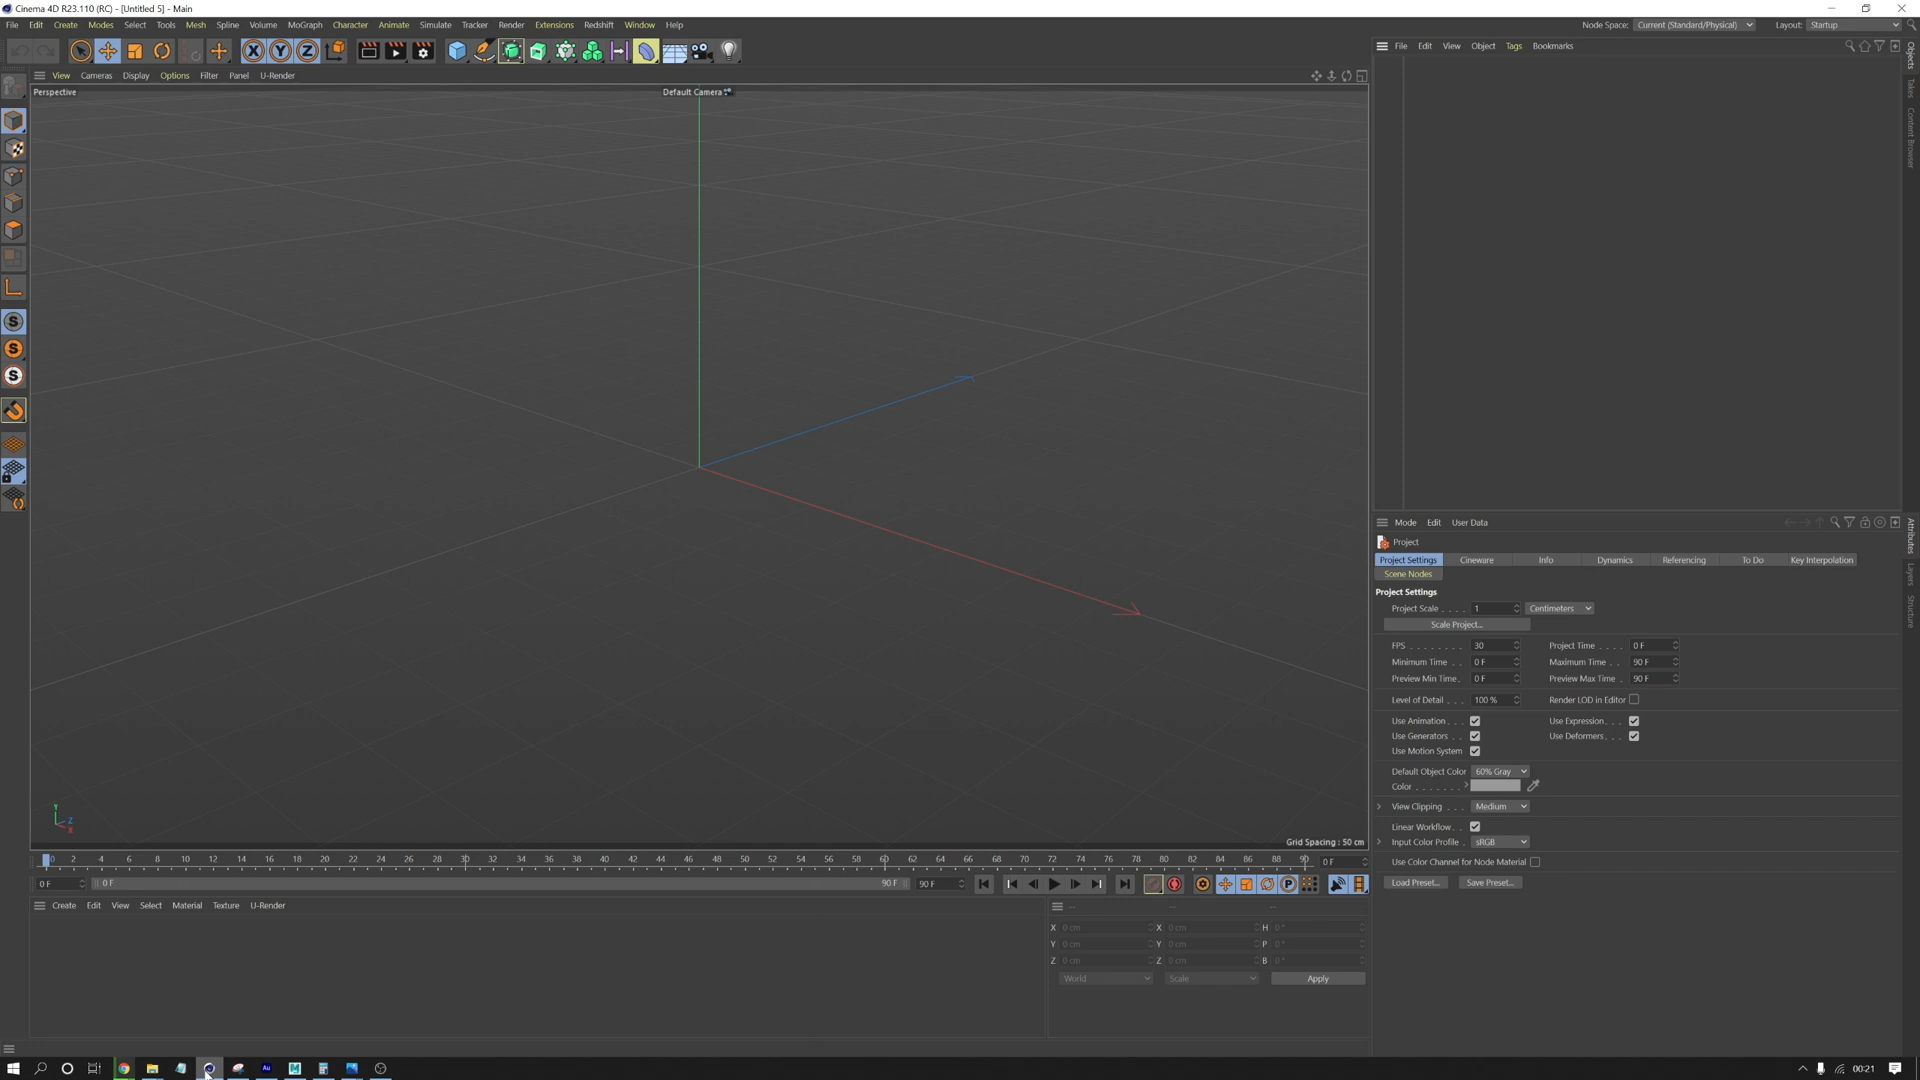 Cinema 4D R23.110 (RC) - [Untitled 5] - Main
File Edit Create Modes Select Tools Mesh Spline Volume MoGraph Character Animate Simulate Tracker Render Extensions Redshift Window Help
Node Space: Current (Standard/Physical) Layout: Startup
X Y Z
File Edit View Object Tags Bookmarks
View Cameras Display Options Filter Panel U-Render
Perspective
Default Camera
Objects
Takes
Content Browser
S
S
S
Y
Z
X
Grid Spacing : 50 cm
Mode Edit User Data
Project
Project Settings Cineware Info Dynamics Referencing To Do Key Interpolation
Scene Nodes
Project Settings
Project Scale . . . . 1 Centimeters
Scale Project...
FPS . . . . . . . . 30 Project Time . . . . 0 F
Minimum Time . . 0 F Maximum Time . . 90 F
Preview Min Time . 0 F Preview Max Time . 90 F
Level of Detail . . . 100 % Render LOD in Editor
Use Animation . . . Use Expression. . . .
Use Generators . . Use Deformers. . . .
Use Motion System
Default Object Color 60% Gray
Color . . . . . . .
View Clipping . . . . Medium
Linear Workflow. . .
Input Color Profile . . sRGB
Use Color Channel for Node Material
Load Preset... Save Preset...
Attributes
Layers
Structure
0 2 4 6 8 10 12 14 16 18 20 22 24 26 28 30 32 34 36 38 40 42 44 46 48 50 52 54 56 58 60 62 64 66 68 70 72 74 76 78 80 82 84 86 88 90 0 F
0 F 0 F 90 F 90 F P
Create Edit View Select Material Texture U-Render
-- -- --
X 0 cm X 0 cm H 0 °
Y 0 cm Y 0 cm P 0 °
Z 0 cm Z 0 cm B 0 °
World Scale Apply
Au M 00:21